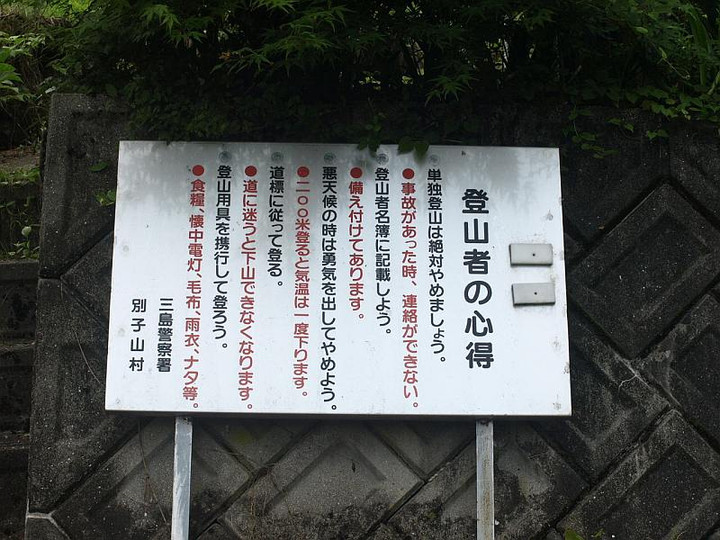 登山者の心得
単独登山は絶対やめましょう。
●事故があった時、連絡ができない。
登山者名簿に記載しよう。
●備え付けてあります。
悪天候の時は勇気を出してやめよう。
●二〇〇米登ると気温は一度下ります。
道標に従って登る。
●道に迷うと下山できなくなります。
登山用具を携行して登ろう。
●食糧、懐中電灯、毛布、雨衣、ナタ等。
三島警察署
別子山村